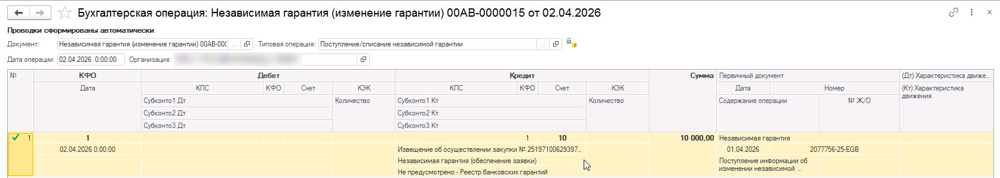 Бухгалтерская операция: Независимая гарантия (изменение гарантии) 00АВ-0000015 от 02.04.2026
Проводки сформированы автоматически
Документ: Независимая гарантия (изменение гарантии) 00АВ-000 ... Типовая операция: Поступление/списание независимой гарантии ...
Дата операции: 02.04.2026 0:00:00 Организация:
№ КФО Дебет Кредит Сумма Первичный документ (Дт) Характеристика движе...
Дата КПС КФО Счет КЭК КПС КФО Счет КЭК Дата Номер (Кт) Характеристика движения
Субконто1 Дт Количество Субконто1 Кт Количество Содержание операции № Ж/О
Субконто2 Дт Субконто2 Кт
Субконто3 Дт Субконто3 Кт
1 1 1 10 10 000,00 Независимая гарантия
02.04.2026 0:00:00 Извещение об осуществлении закупки № 25197100629397... 01.04.2026 2077756-25-EGB
Независимая гарантия (обеспечение заявки) Поступление информации об
Не предусмотрено - Реестр банковских гарантий изменении независимой ...